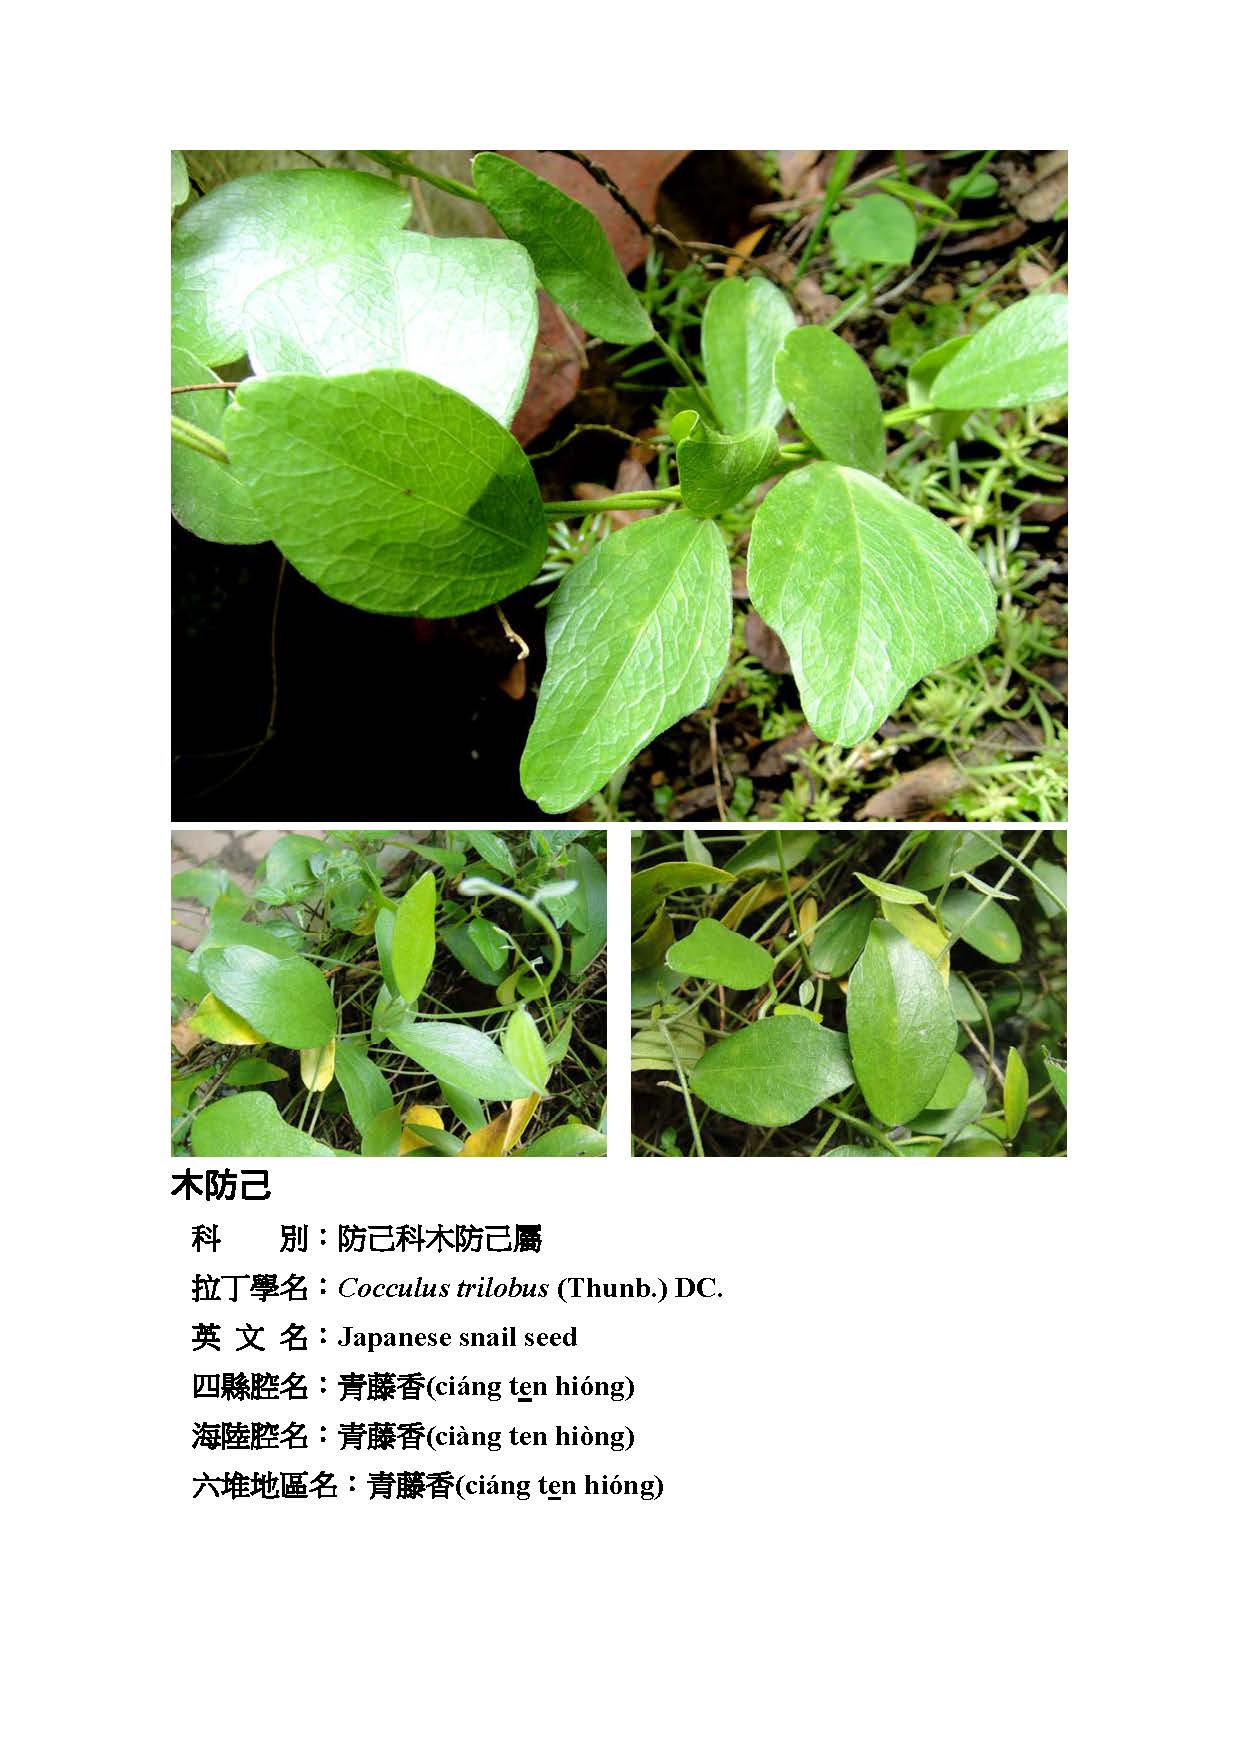 木防己
科　　別：防己科木防己屬
拉丁學名：Cocculus trilobus (Thunb.) DC.
英 文 名：Japanese snail seed
四縣腔名：青藤香(ciáng te̲n hióng)
海陸腔名：青藤香(ciàng ten hiòng)
六堆地區名：青藤香(ciáng te̲n hióng)